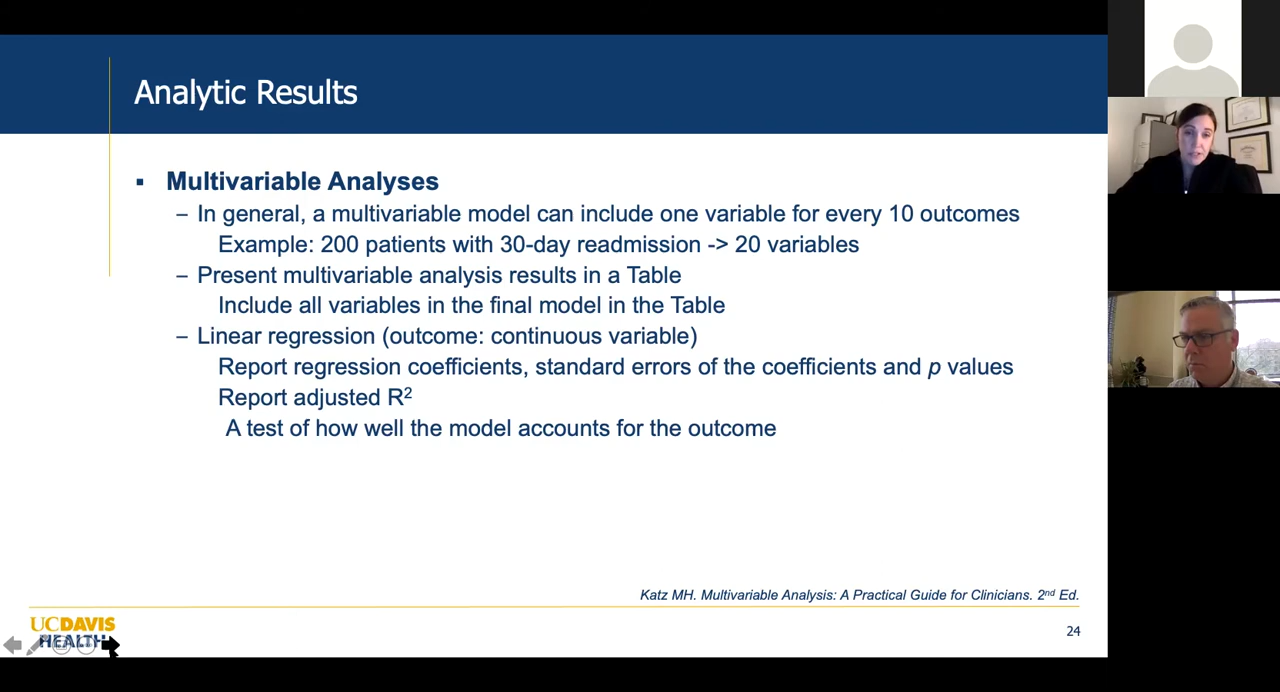 Analytic Results
▪ Multivariable Analyses
– In general, a multivariable model can include one variable for every 10 outcomes
Example: 200 patients with 30-day readmission -> 20 variables
– Present multivariable analysis results in a Table
Include all variables in the final model in the Table
– Linear regression (outcome: continuous variable)
Report regression coefficients, standard errors of the coefficients and p values
Report adjusted R²
A test of how well the model accounts for the outcome
Katz MH. Multivariable Analysis: A Practical Guide for Clinicians. 2nd Ed.
UCDAVIS
HEALTH
24